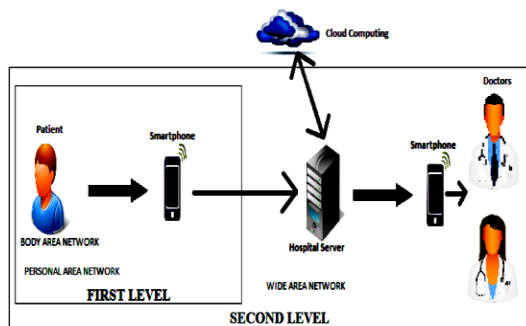 Cloud Computing
Doctors
Patient
Smartphone
Smartphone
Hospital Server
BODY AREA NETWORK
PERSONAL AREA NETWORK
WIDE AREA NETWORK
FIRST LEVEL
SECOND LEVEL